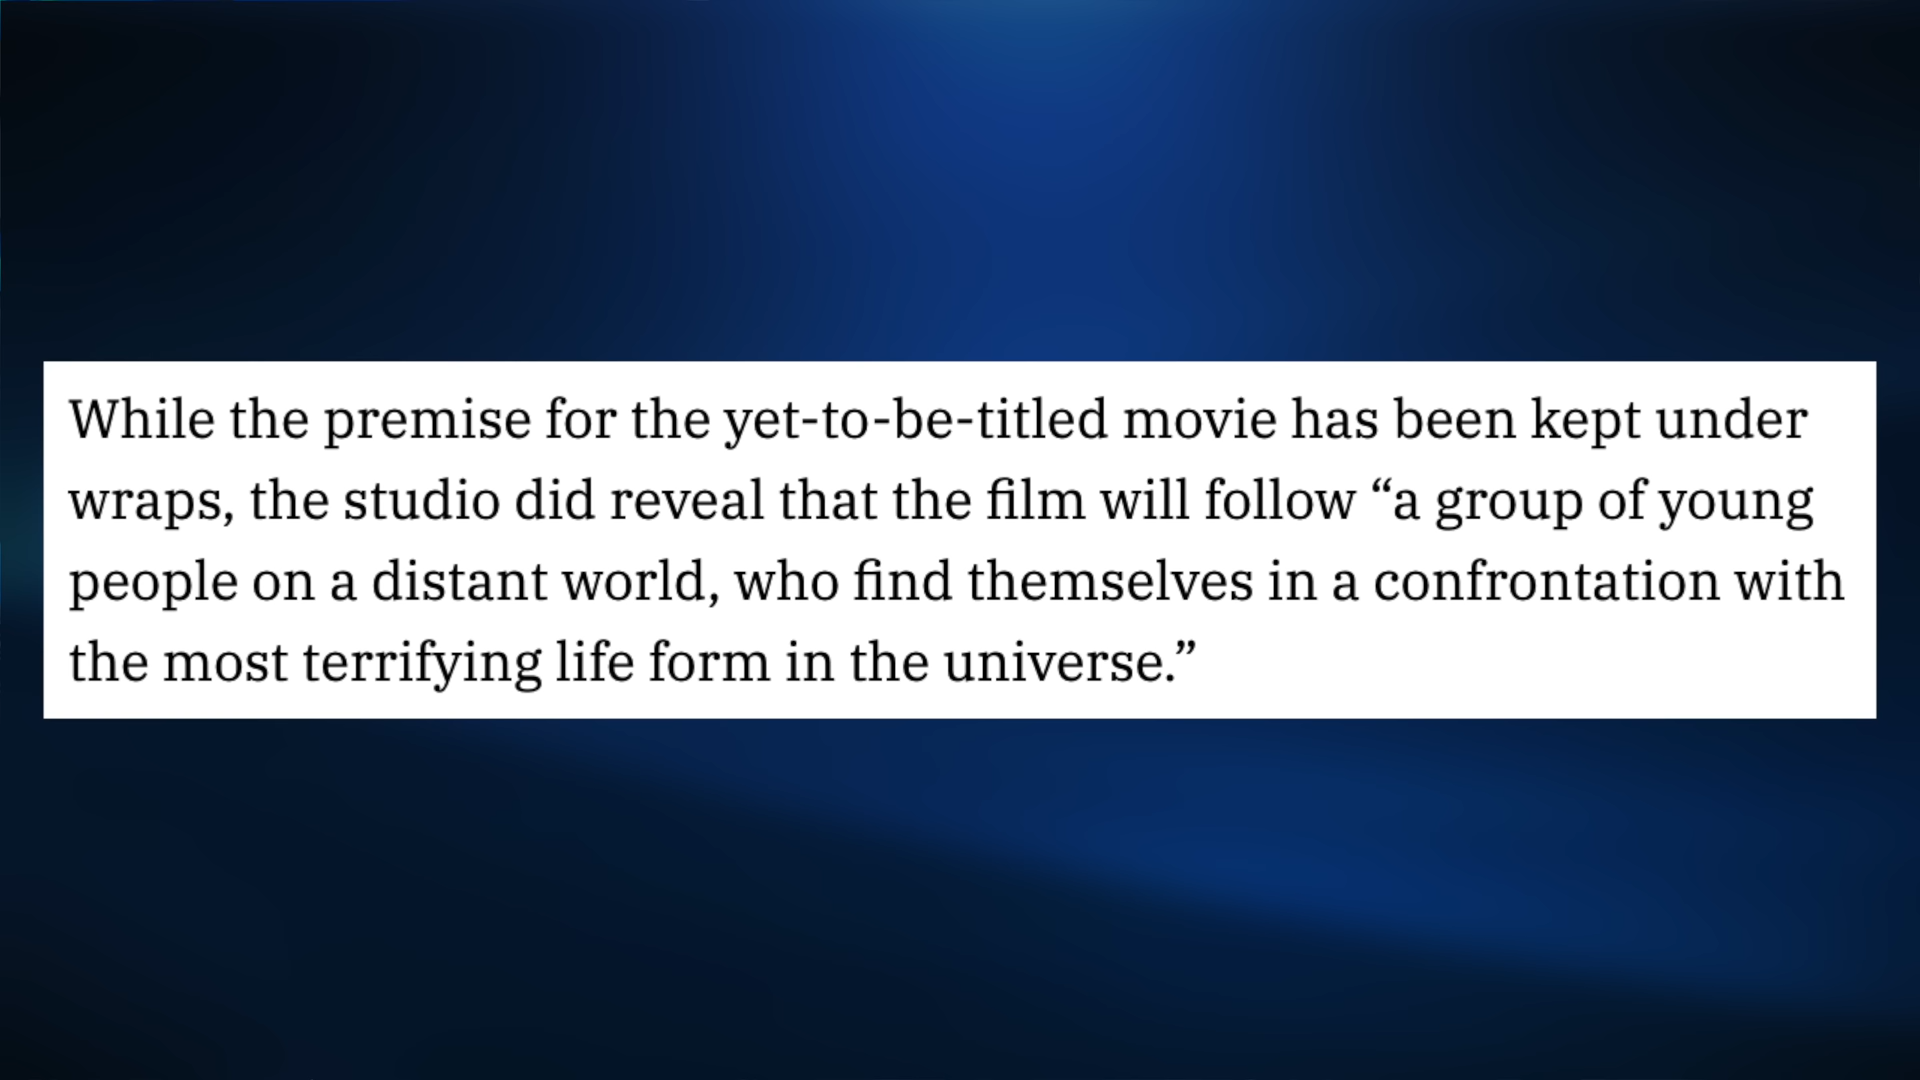 While the premise for the yet-to-be-titled movie has been kept under
wraps, the studio did reveal that the film will follow “a group of young
people on a distant world, who find themselves in a confrontation with
the most terrifying life form in the universe.”